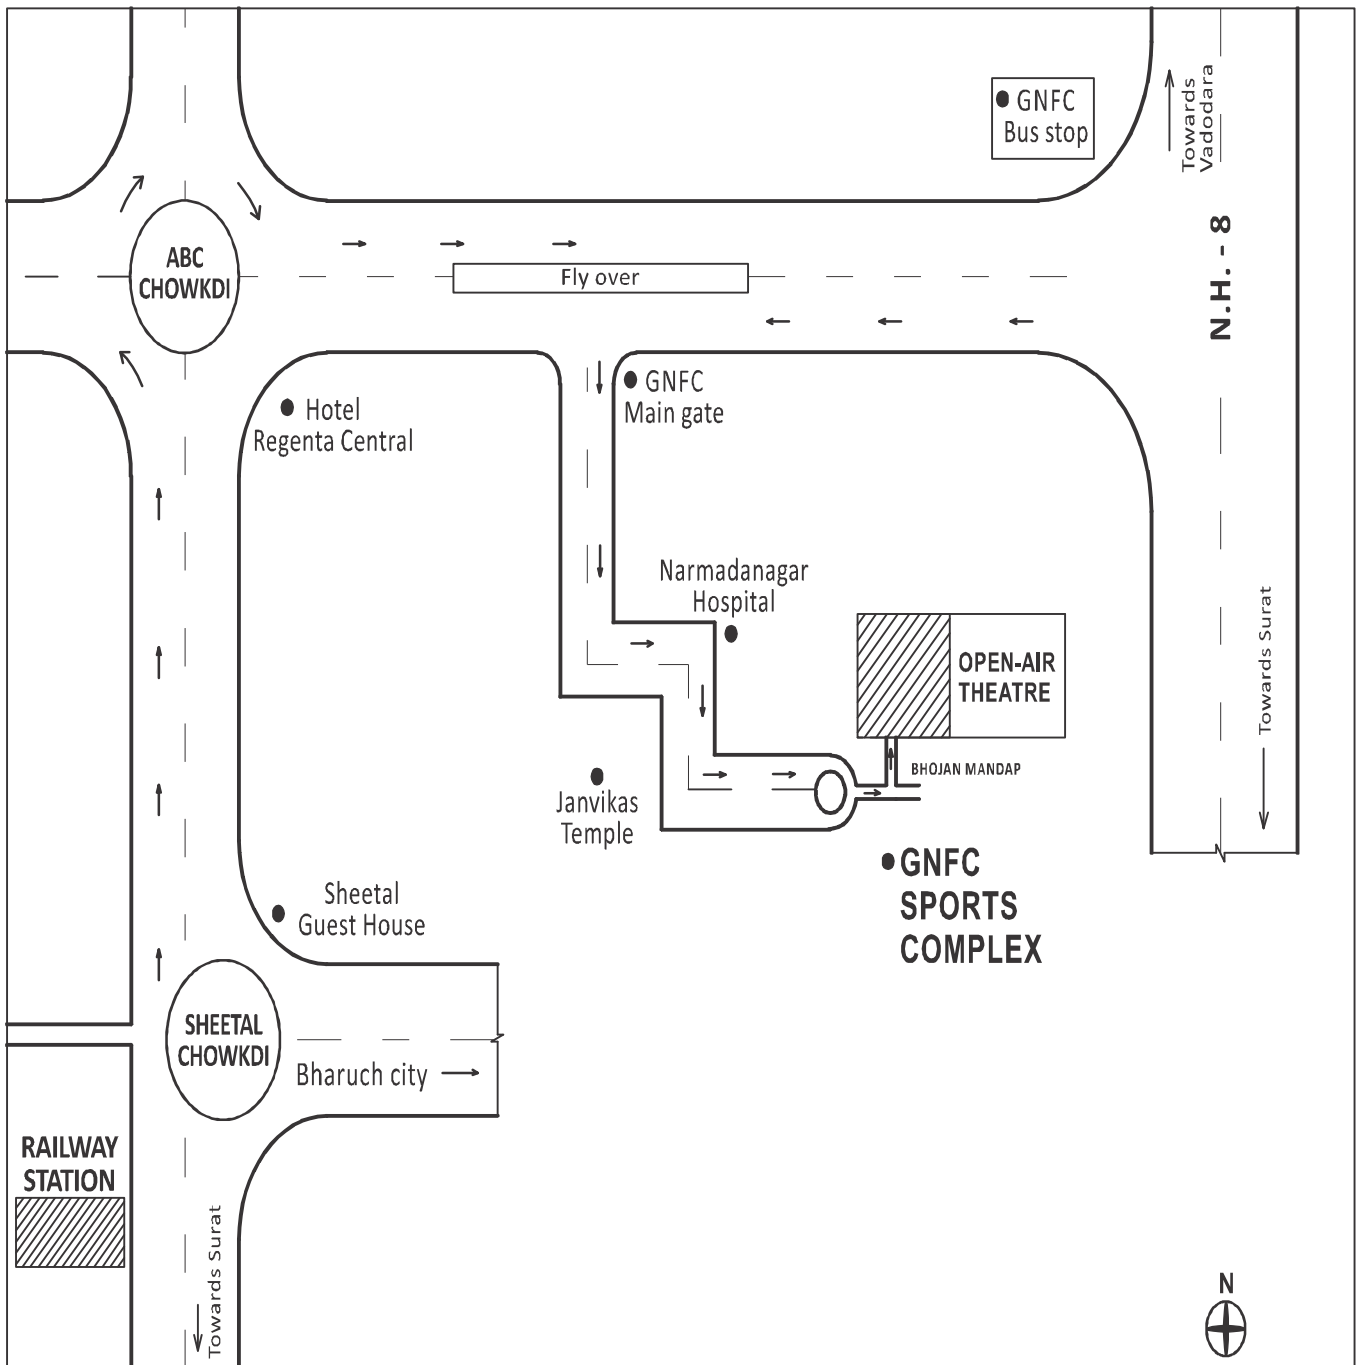 GNFC
Bus stop
Towards
Vadodara
N.H. - 8
ABC
CHOWKDI
Fly over
GNFC
Main gate
Hotel
Regenta Central
Narmadanagar
Hospital
OPEN-AIR
THEATRE
Towards Surat
BHOJAN MANDAP
Janvikas
Temple
GNFC
SPORTS
COMPLEX
Sheetal
Guest House
SHEETAL
CHOWKDI
Bharuch city
RAILWAY
STATION
Towards Surat
N